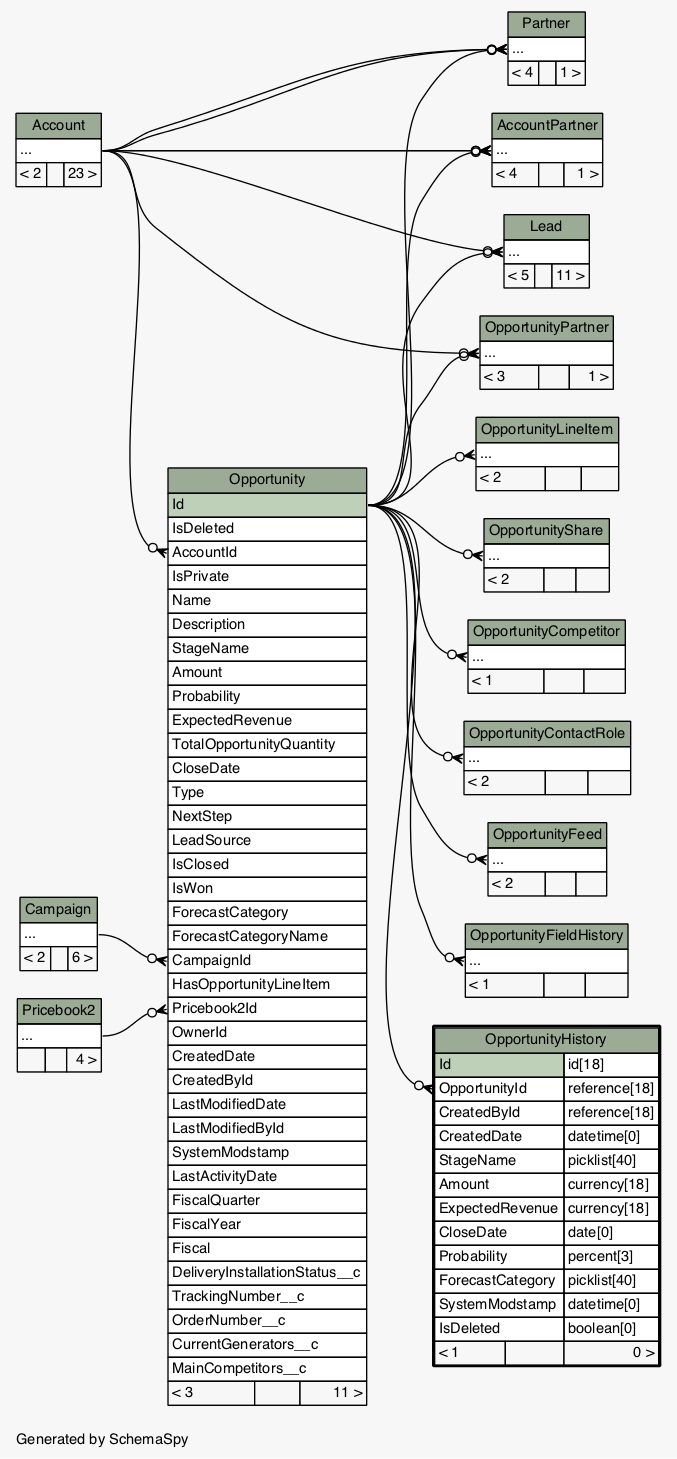 Partner
...
< 4 1 >
Account
...
< 2 23 >
AccountPartner
...
< 4 1 >
Lead
...
< 5 11 >
OpportunityPartner
...
< 3 1 >
OpportunityLineItem
...
< 2
OpportunityShare
...
< 2
OpportunityCompetitor
...
< 1
OpportunityContactRole
...
< 2
OpportunityFeed
...
< 2
OpportunityFieldHistory
...
< 1
Opportunity
Id
IsDeleted
AccountId
IsPrivate
Name
Description
StageName
Amount
Probability
ExpectedRevenue
TotalOpportunityQuantity
CloseDate
Type
NextStep
LeadSource
IsClosed
IsWon
ForecastCategory
ForecastCategoryName
CampaignId
HasOpportunityLineItem
Pricebook2Id
OwnerId
CreatedDate
CreatedById
LastModifiedDate
LastModifiedById
SystemModstamp
LastActivityDate
FiscalQuarter
FiscalYear
Fiscal
DeliveryInstallationStatus__c
TrackingNumber__c
OrderNumber__c
CurrentGenerators__c
MainCompetitors__c
< 3 11 >
Campaign
...
< 2 6 >
Pricebook2
...
4 >
OpportunityHistory
Id id[18]
OpportunityId reference[18]
CreatedById reference[18]
CreatedDate datetime[0]
StageName picklist[40]
Amount currency[18]
ExpectedRevenue currency[18]
CloseDate date[0]
Probability percent[3]
ForecastCategory picklist[40]
SystemModstamp datetime[0]
IsDeleted boolean[0]
< 1 0 >
Generated by SchemaSpy